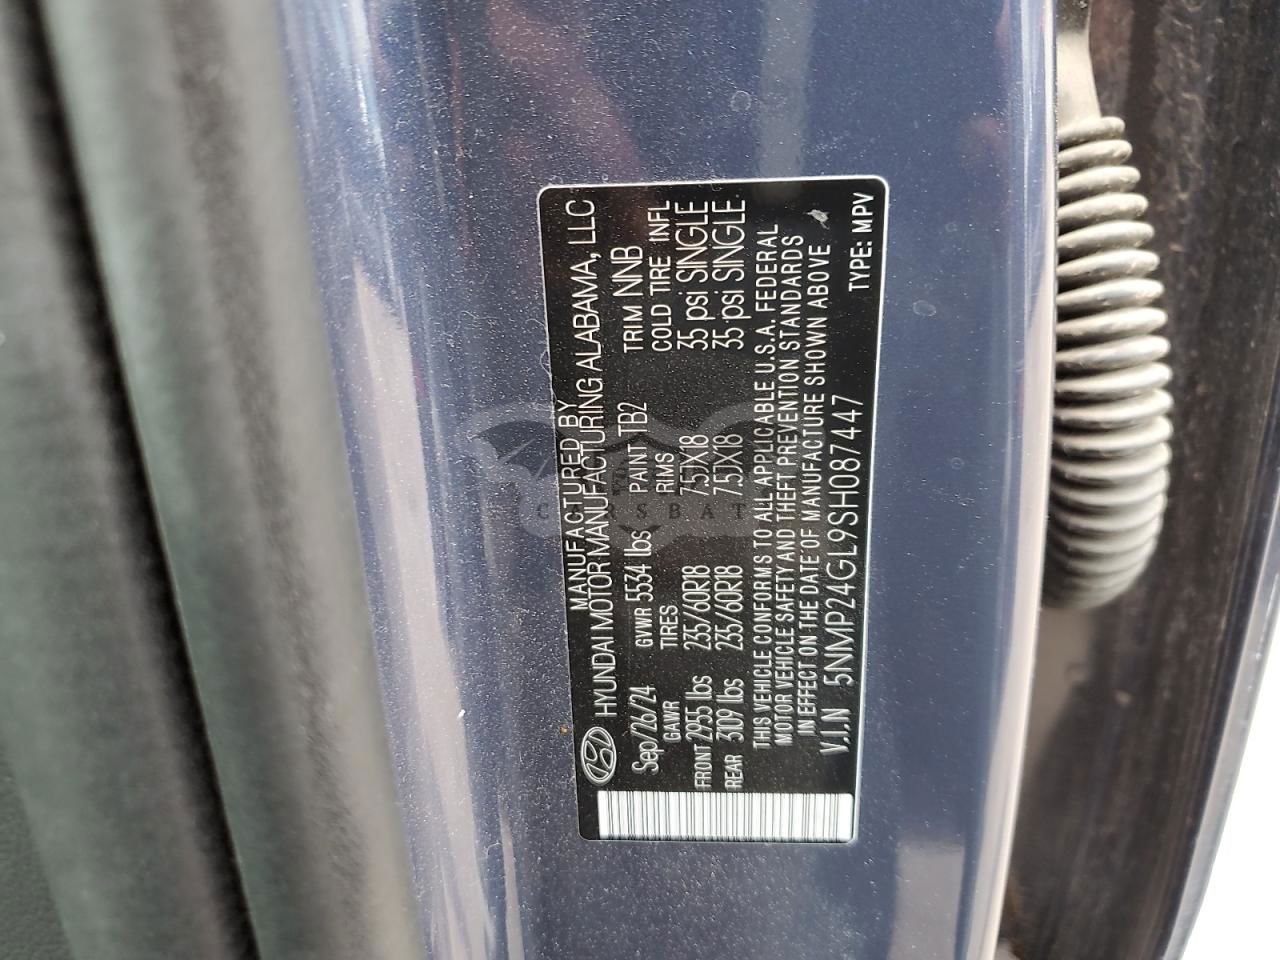 MANUFACTURED BY
HYUNDAI MOTOR MANUFACTURING ALABAMA, LLC
Sep/26/24 GVWR 5534 lbs PAINT TB2 TRIM NNB
GAWR TIRES RIMS COLD TIRE INFL
FRONT 2955 lbs 235/60R18 7.5JX18 35 psi SINGLE
REAR 3109 lbs 235/60R18 7.5JX18 35 psi SINGLE
THIS VEHICLE CONFORMS TO ALL APPLICABLE U.S.A. FEDERAL
MOTOR VEHICLE SAFETY AND THEFT PREVENTION STANDARDS
IN EFFECT ON THE DATE OF MANUFACTURE SHOWN ABOVE
V.I.N 5NMP24GL9SH087447
TYPE: MPV
CARSBAT